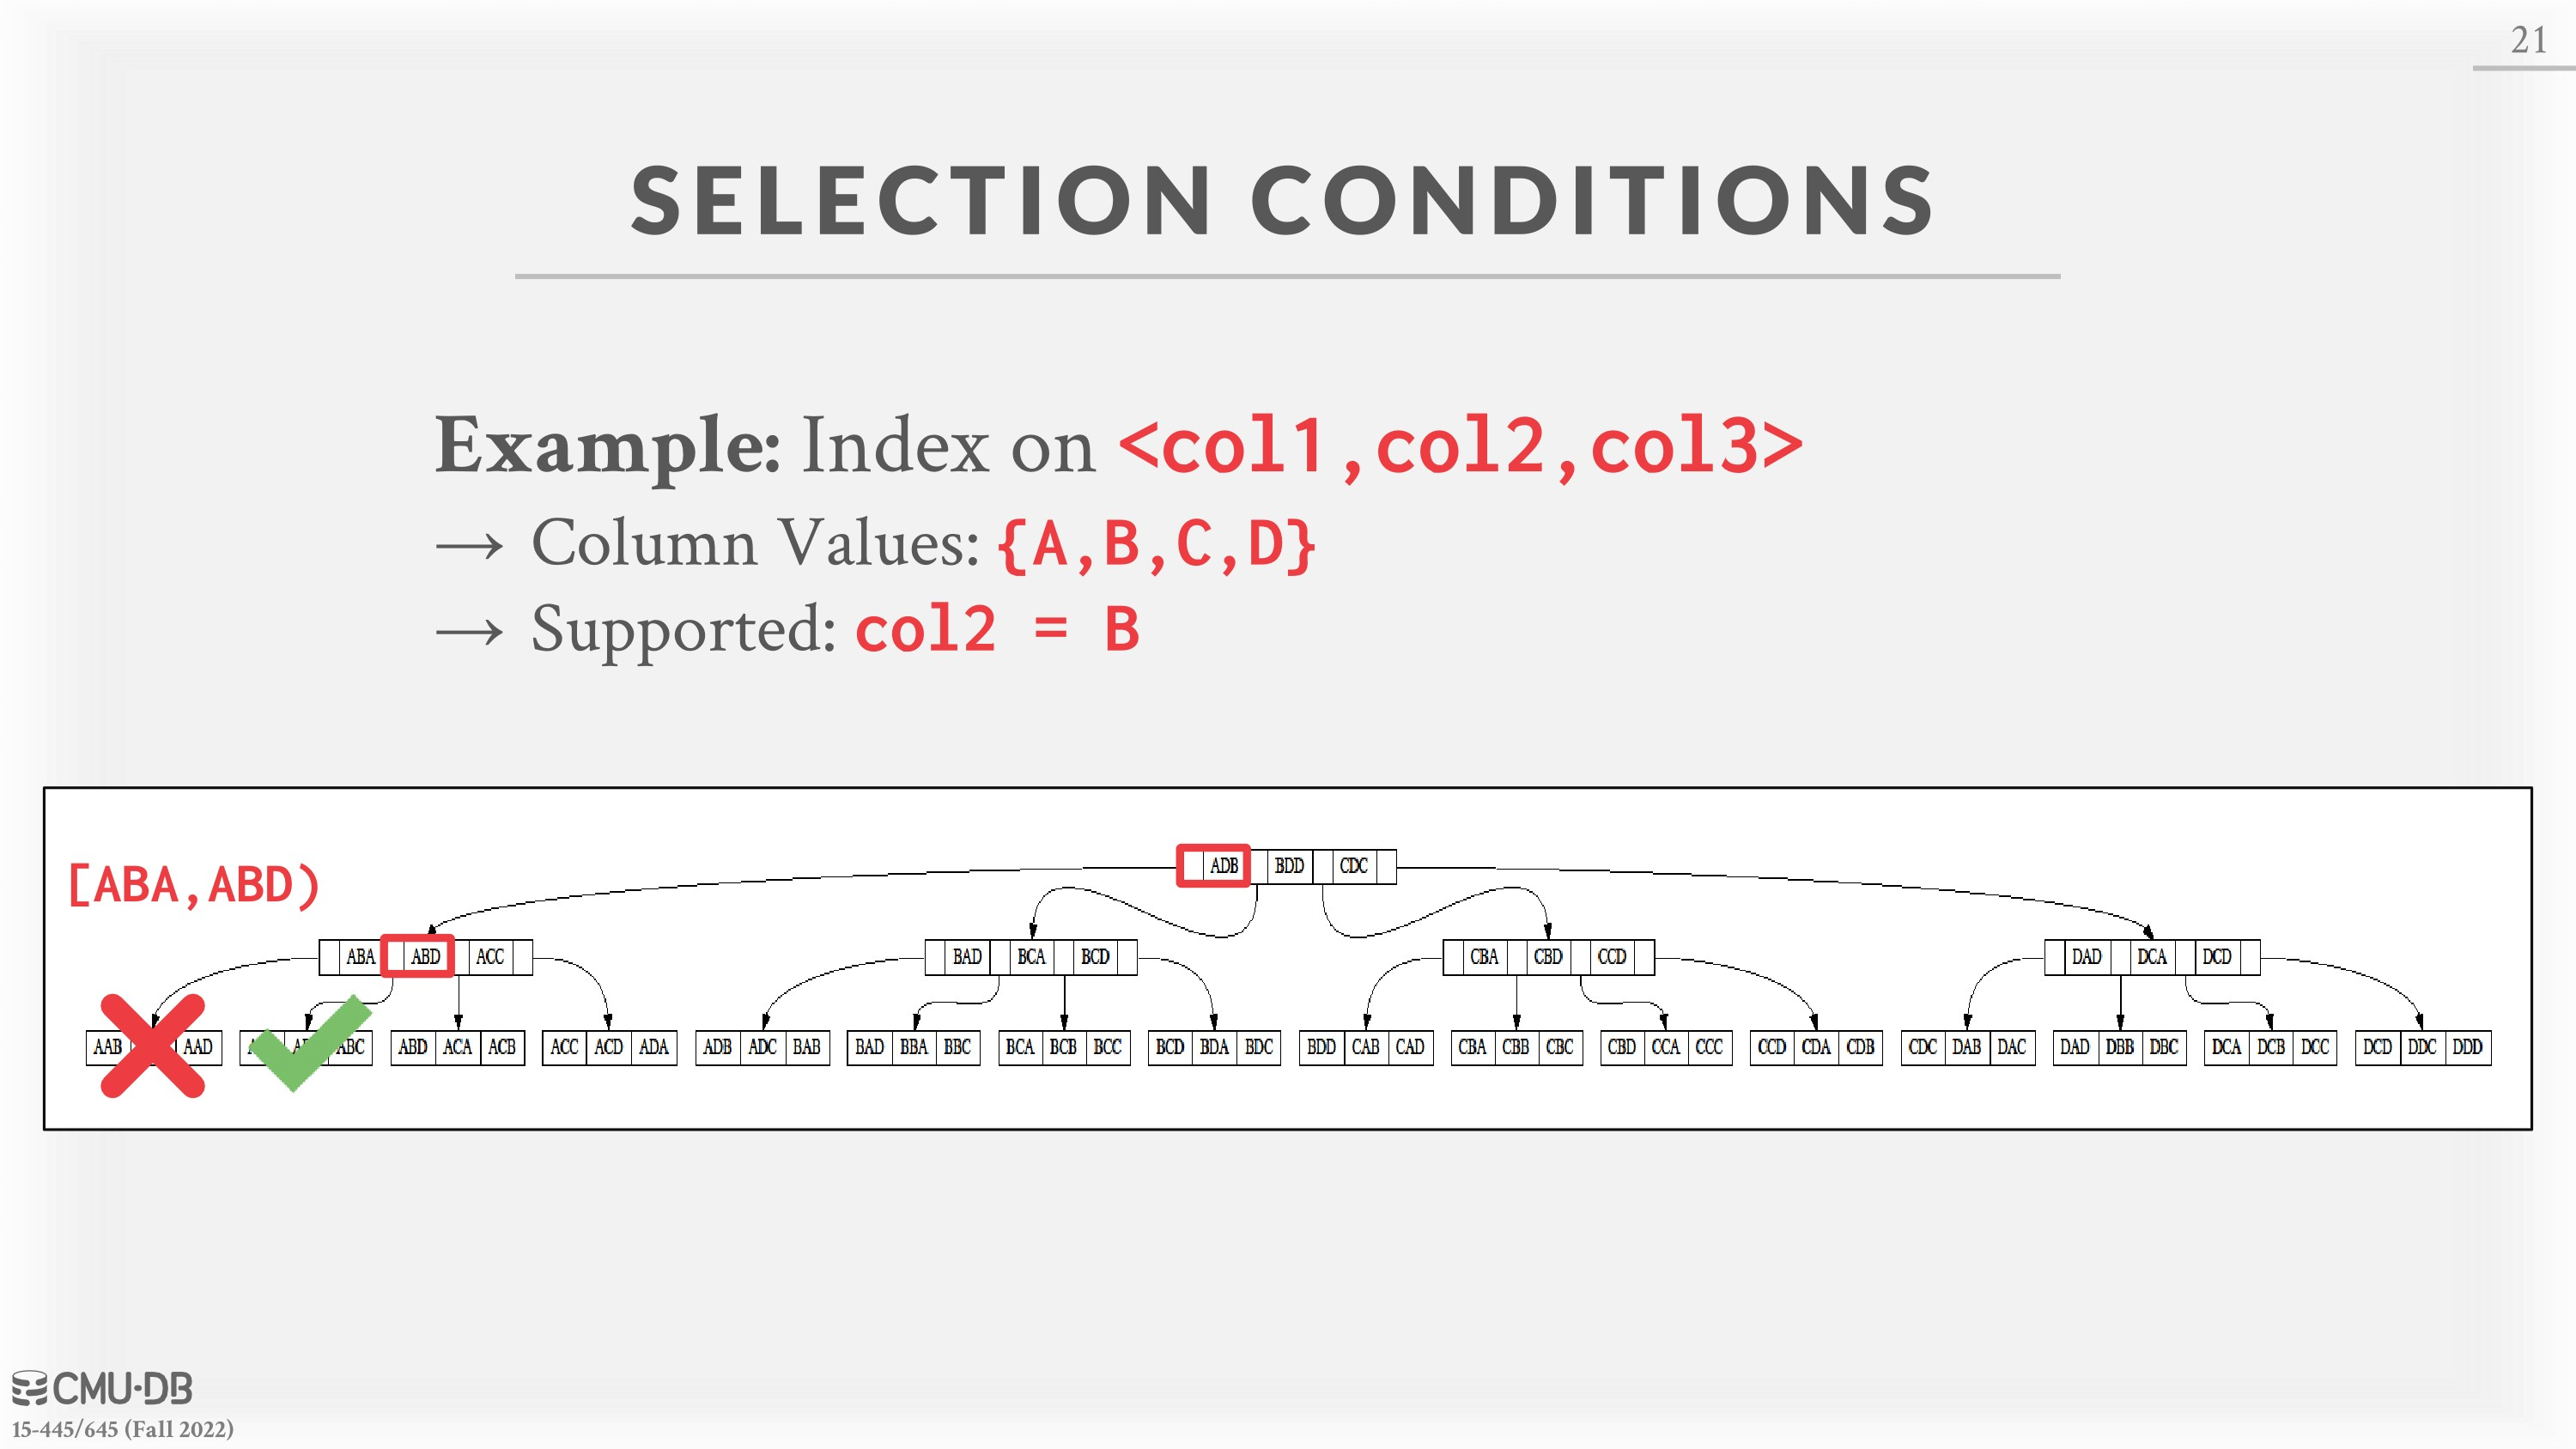 21
SELECTION CONDITIONS
Example: Index on <col1,col2,col3>
→ Column Values: {A,B,C,D}
→ Supported: col2 = B
[ABA,ABD)
ADB BDD CDC
ABA ABD ACC BAD BCA BCD CBA CBD CCD DAD DCA DCD
AAB AAD ABC ABD ACA ACB ACC ACD ADA ADB ADC BAB BAD BBA BBC BCA BCB BCC BCD BDA BDC BDD CAB CAD CBA CBB CBC CBD CCA CCC CCD CDA CDB CDC DAB DAC DAD DBB DBC DCA DCB DCC DCD DDC DDD
CMU·DB
15-445/645 (Fall 2022)